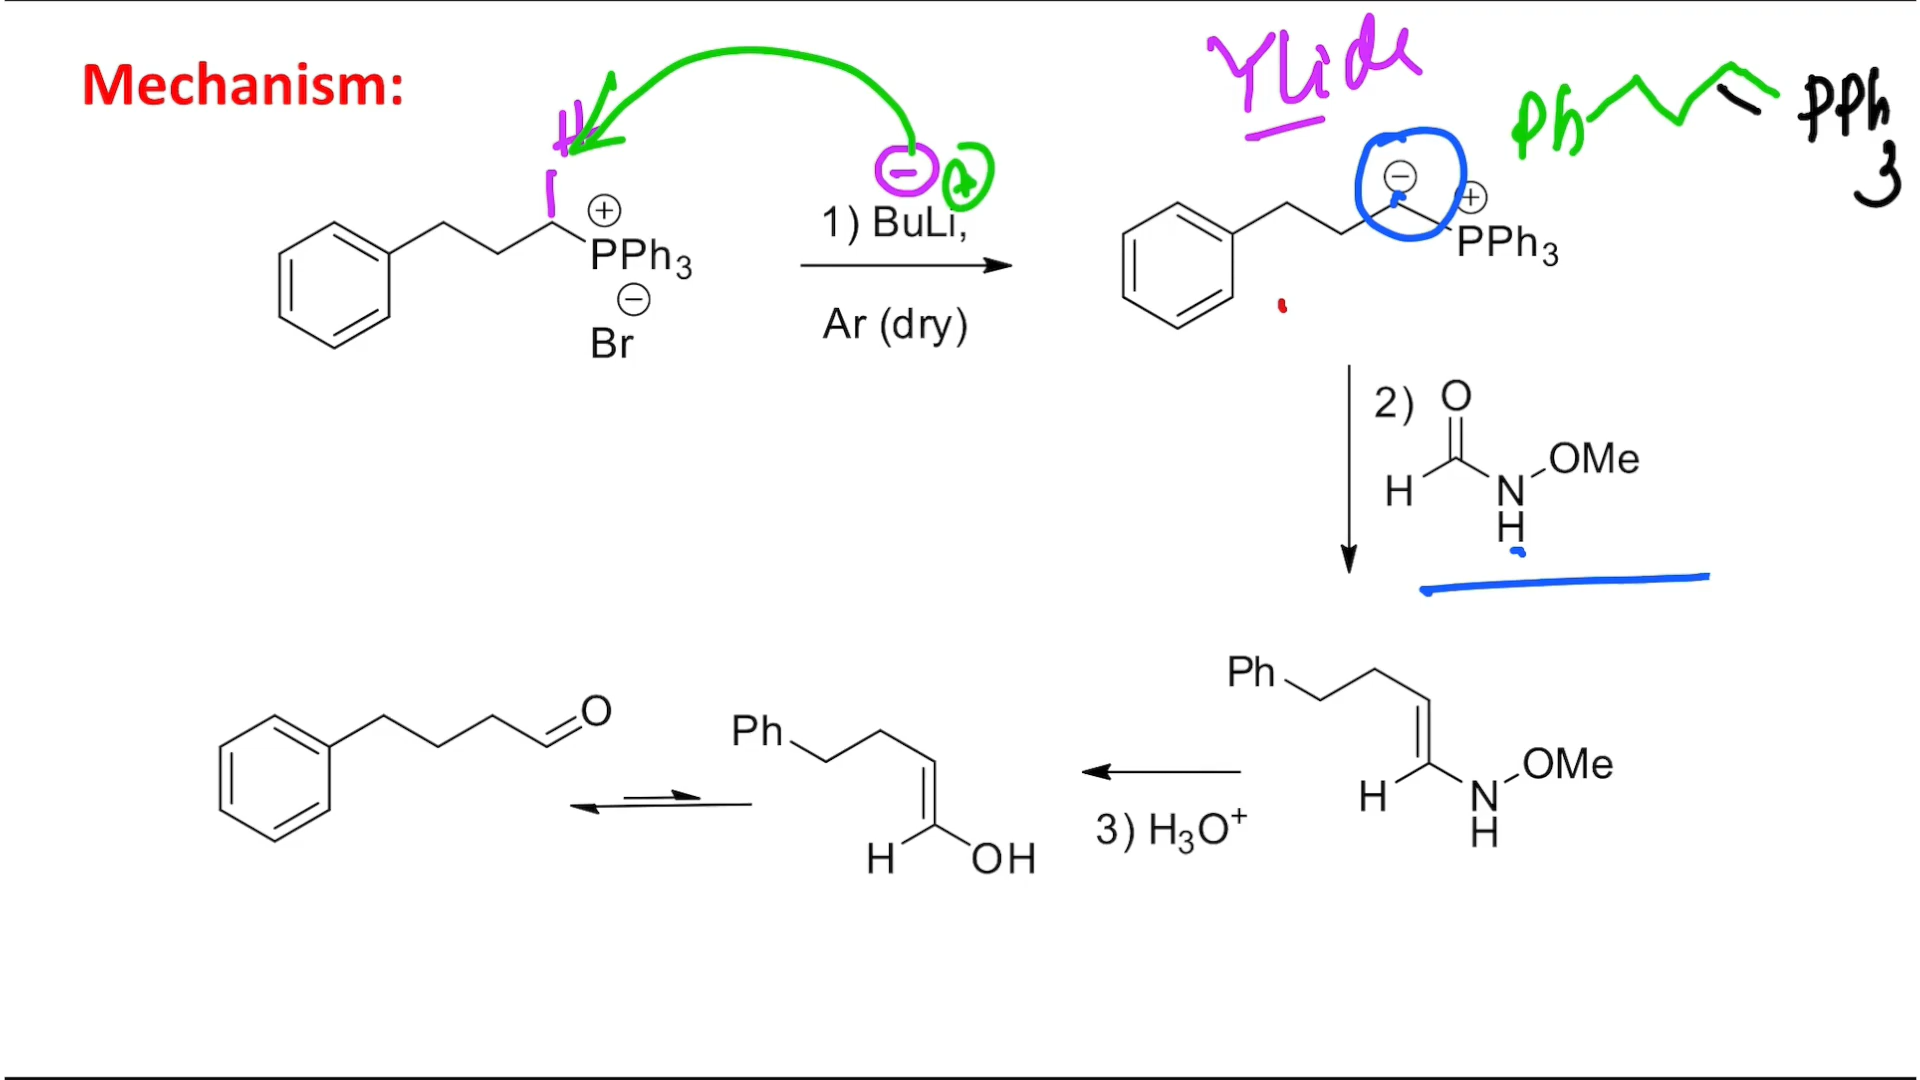 Mechanism:
H
⊖ ⊕
Ylide
Ph PPh3
⊕
PPh3
⊖
Br
1) BuLi,
Ar (dry)
⊖ ⊕
PPh3
2)
O
H N OMe
H
Ph
H N OMe
H
3) H3O+
Ph
H OH
O